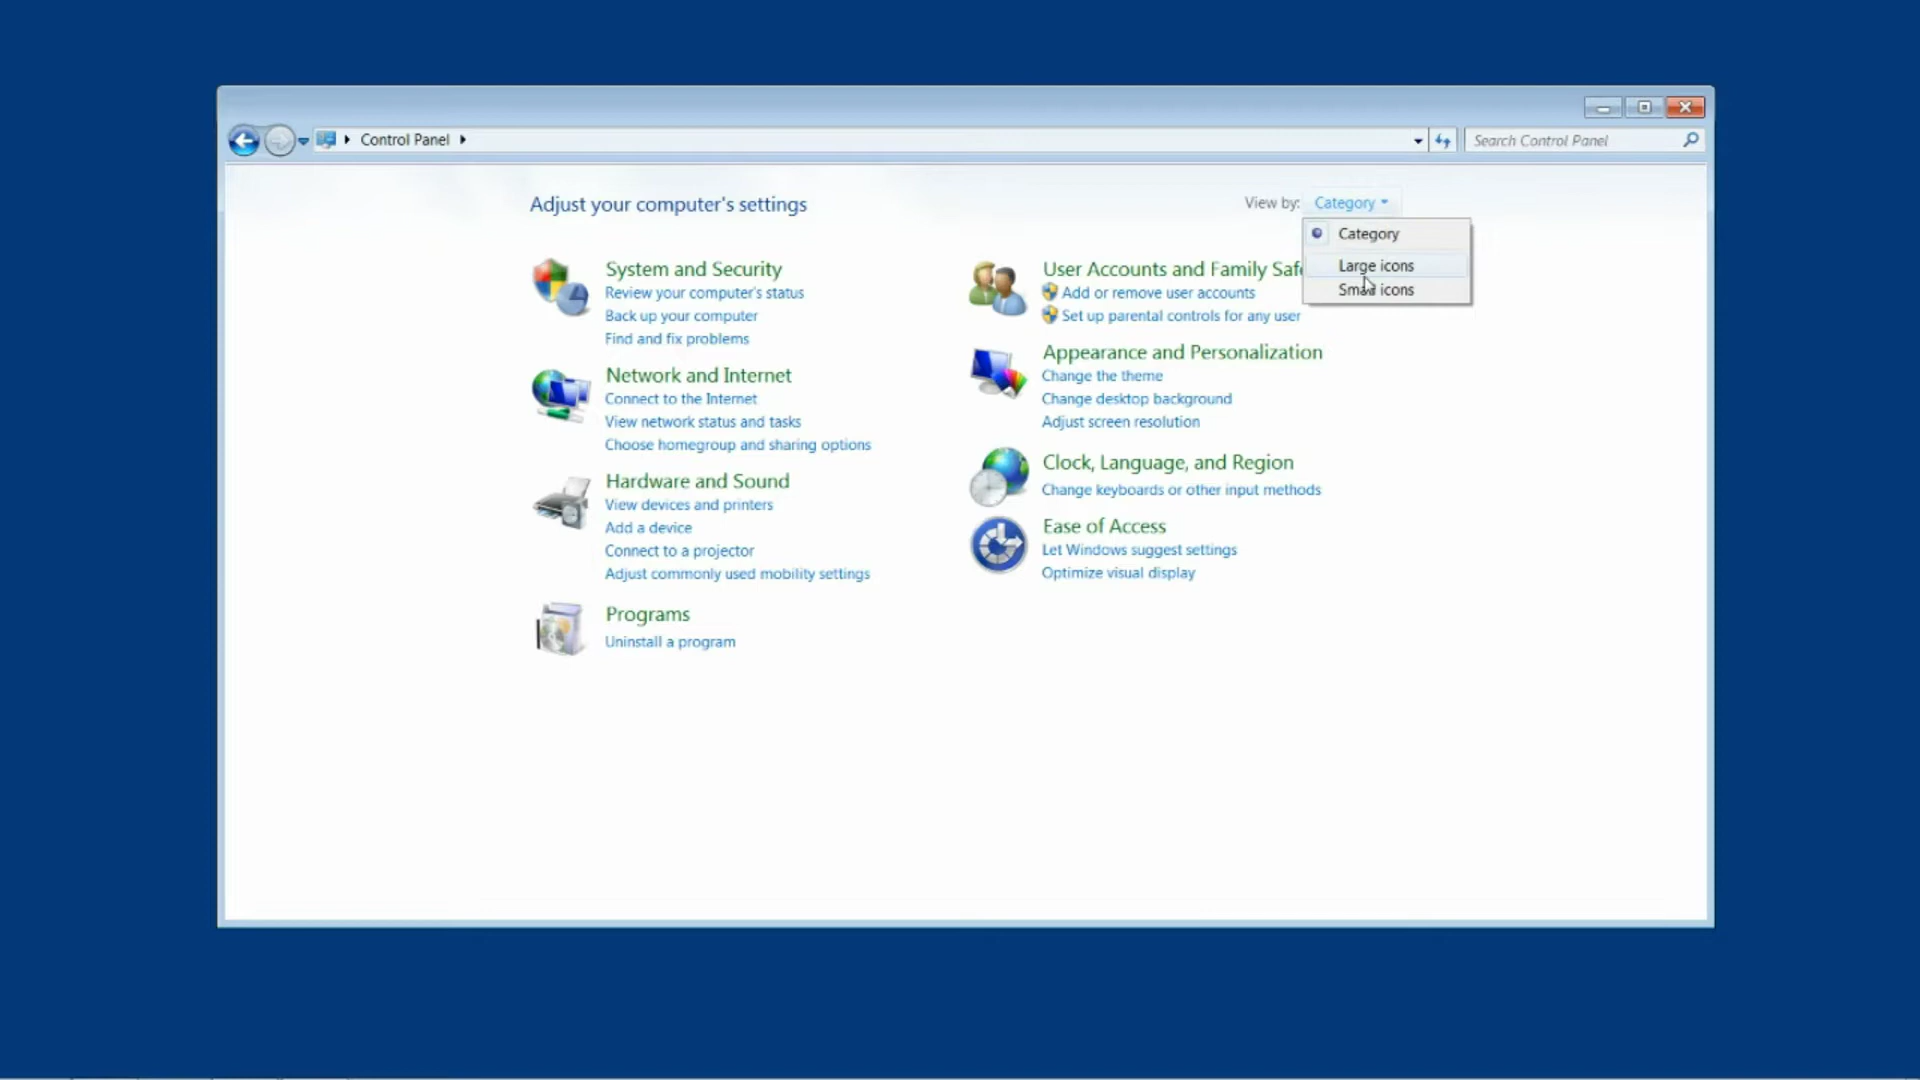 Control Panel
Search Control Panel
Adjust your computer's settings
View by: Category
Category
Large icons
Small icons
System and Security
Review your computer's status
Back up your computer
Find and fix problems
Network and Internet
Connect to the Internet
View network status and tasks
Choose homegroup and sharing options
Hardware and Sound
View devices and printers
Add a device
Connect to a projector
Adjust commonly used mobility settings
Programs
Uninstall a program
User Accounts and Family Safe
Add or remove user accounts
Set up parental controls for any user
Appearance and Personalization
Change the theme
Change desktop background
Adjust screen resolution
Clock, Language, and Region
Change keyboards or other input methods
Ease of Access
Let Windows suggest settings
Optimize visual display